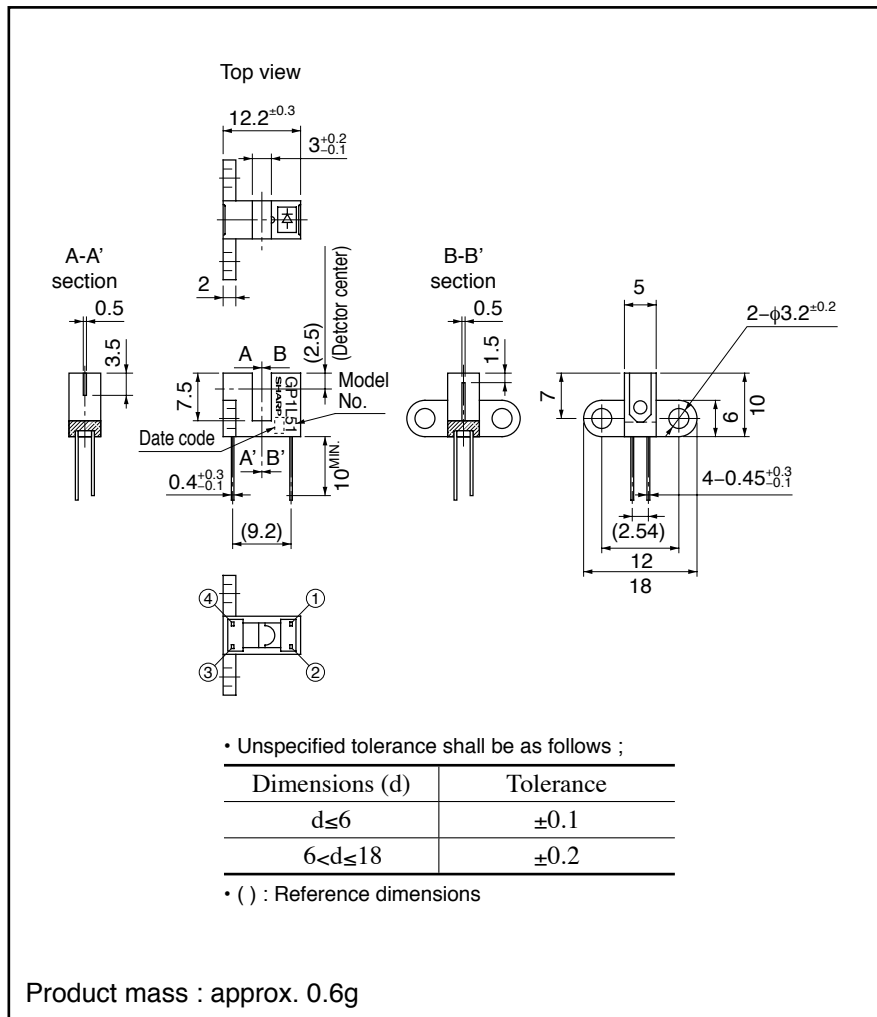 Top view
12.2±0.3
3+0.2−0.1
A-A'
section
B-B'
section
2
0.5
3.5
(2.5)
(Detctor center)
0.5
1.5
5
2−φ3.2±0.2
A B
7.5
SHARP
GP1L51
Model
No.
Date code
7
6
10
A' B'
10MIN.
0.4+0.3−0.1
4−0.45+0.3−0.1
(9.2)
(2.54)
12
18
④ ①
③ ②
• Unspecified tolerance shall be as follows ;
Dimensions (d) Tolerance
d≤6 ±0.1
6<d≤18 ±0.2
• ( ) : Reference dimensions
Product mass : approx. 0.6g